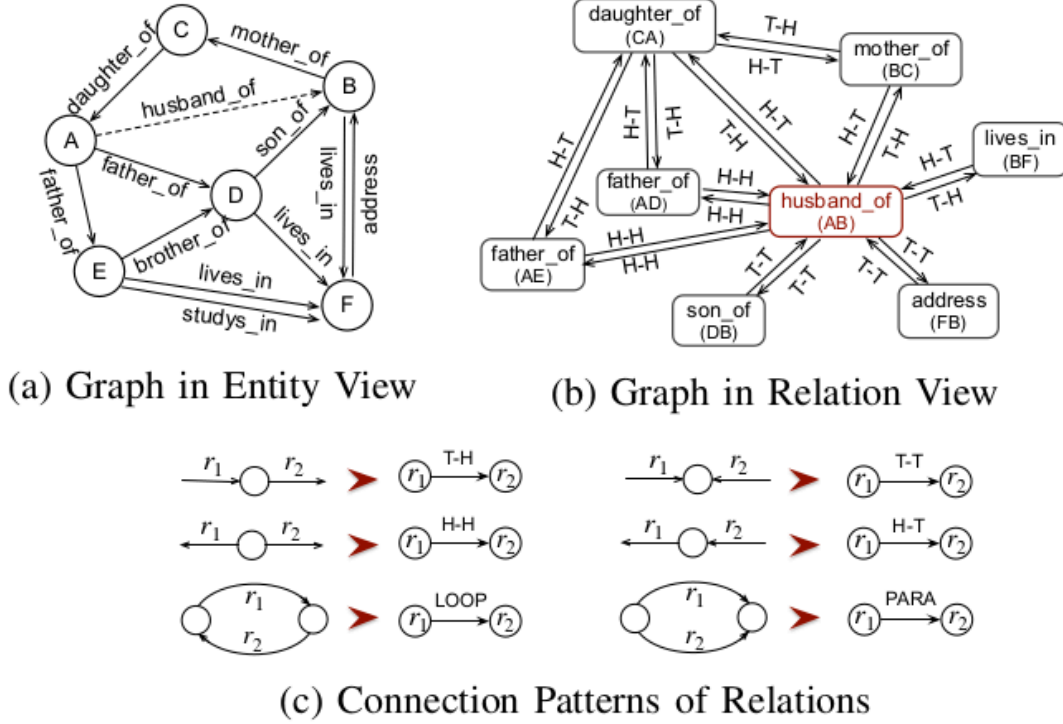 C
daughter_of
mother_of
B
husband_of
A
son_of
father_of
D
lives_in
address
father_of
brother_of
lives_in
E
lives_in
F
studys_in
(a) Graph in Entity View
daughter_of
(CA)
T-H
H-T
mother_of
(BC)
H-T
T-H
H-T
T-H
H-T
T-H
H-T
T-H
lives_in
(BF)
H-T
T-H
father_of
(AD)
H-H
H-H
husband_of
(AB)
father_of
(AE)
H-H
H-H
T-T
T-T
T-T
T-T
son_of
(DB)
address
(FB)
(b) Graph in Relation View
r1 r2 r1 T-H r2
r1 r2 r1 T-T r2
r1 r2 r1 H-H r2
r1 r2 r1 H-T r2
r1 r2 r1 LOOP r2
r1 r2 r1 PARA r2
(c) Connection Patterns of Relations